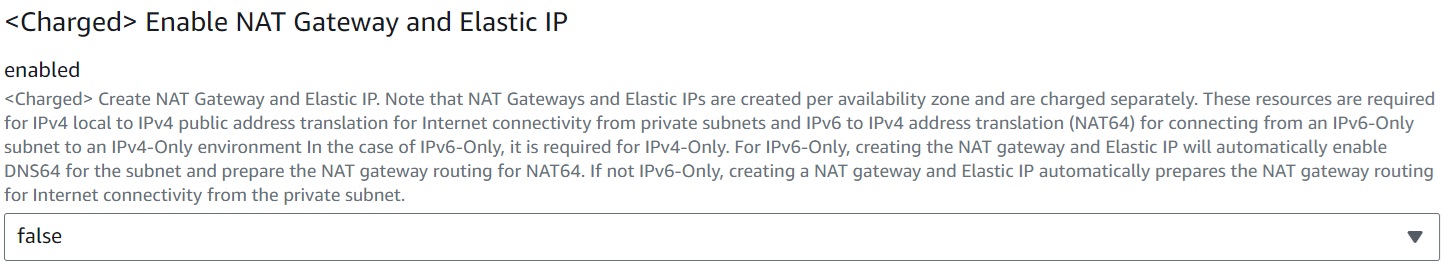 <Charged> Enable NAT Gateway and Elastic IP
enabled
<Charged> Create NAT Gateway and Elastic IP. Note that NAT Gateways and Elastic IPs are created per availability zone and are charged separately. These resources are required
for IPv4 local to IPv4 public address translation for Internet connectivity from private subnets and IPv6 to IPv4 address translation (NAT64) for connecting from an IPv6-Only
subnet to an IPv4-Only environment In the case of IPv6-Only, it is required for IPv4-Only. For IPv6-Only, creating the NAT gateway and Elastic IP will automatically enable
DNS64 for the subnet and prepare the NAT gateway routing for NAT64. If not IPv6-Only, creating a NAT gateway and Elastic IP automatically prepares the NAT gateway routing
for Internet connectivity from the private subnet.
false